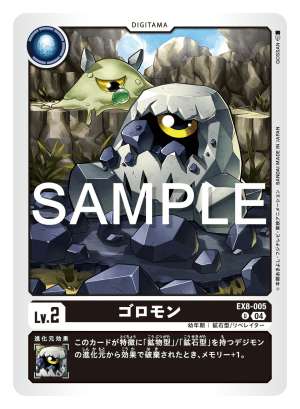 DIGITAMA
SAMPLE
Lv.2
ゴロモン
EX8-005
U 04
幼年期 | 鉱石型/リベレイター
進化元効果
このカードが特徴に「鉱物型」/「鉱石型」を持つデジモン
の進化元から効果で破棄されたとき、メモリー+1。